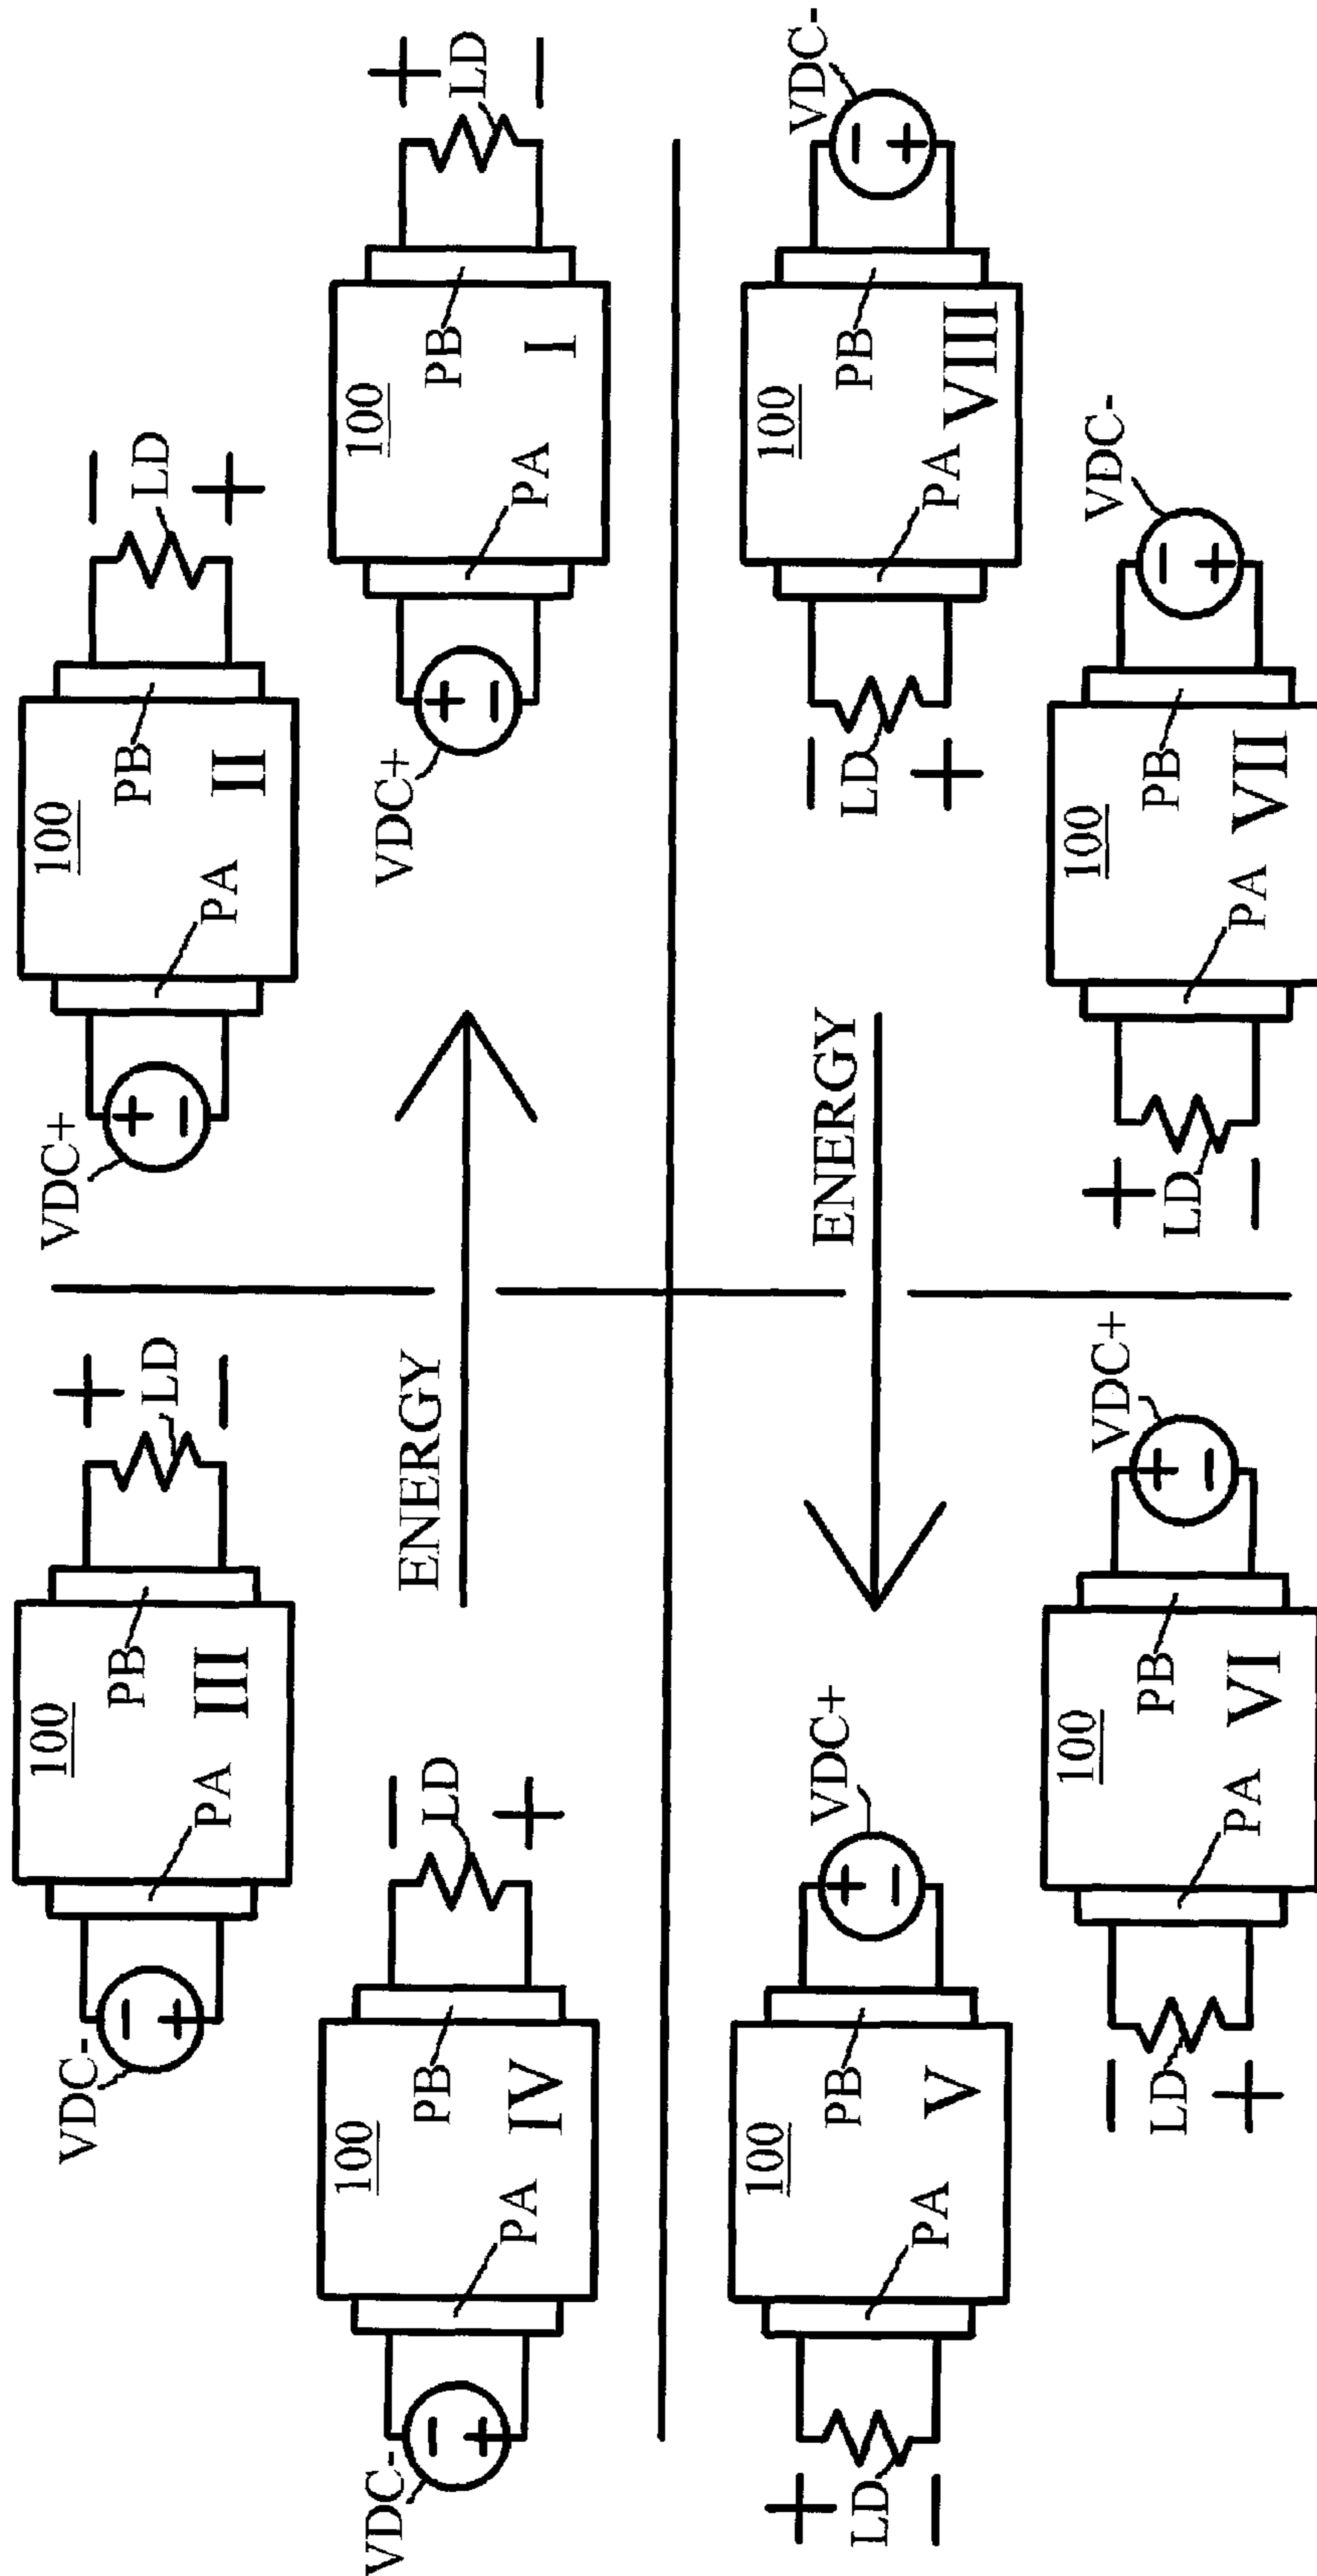 VDC-
-
+
100
PA
PB
III
+
LD
-
VDC+
+
-
100
PA
PB
II
-
LD
+
VDC-
-
+
100
PA
PB
IV
-
LD
+
ENERGY
VDC+
+
-
100
PA
PB
I
+
LD
-
+
LD
-
100
PA
PB
V
VDC+
+
-
ENERGY
-
LD
+
100
PA
PB
VIII
VDC-
-
+
-
LD
+
100
PA
PB
VI
VDC+
+
-
+
LD
-
100
PA
PB
VII
VDC-
-
+